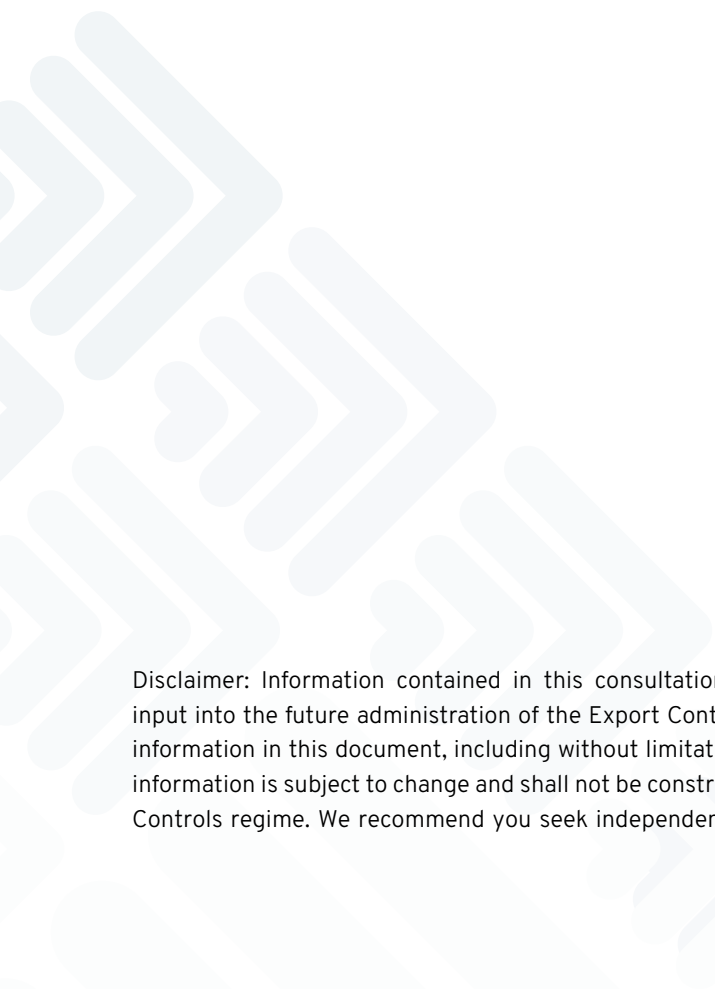 Disclaimer: Information contained in this consultation
input into the future administration of the Export Cont
information in this document, including without limitat
information is subject to change and shall not be constr
Controls regime. We recommend you seek independen